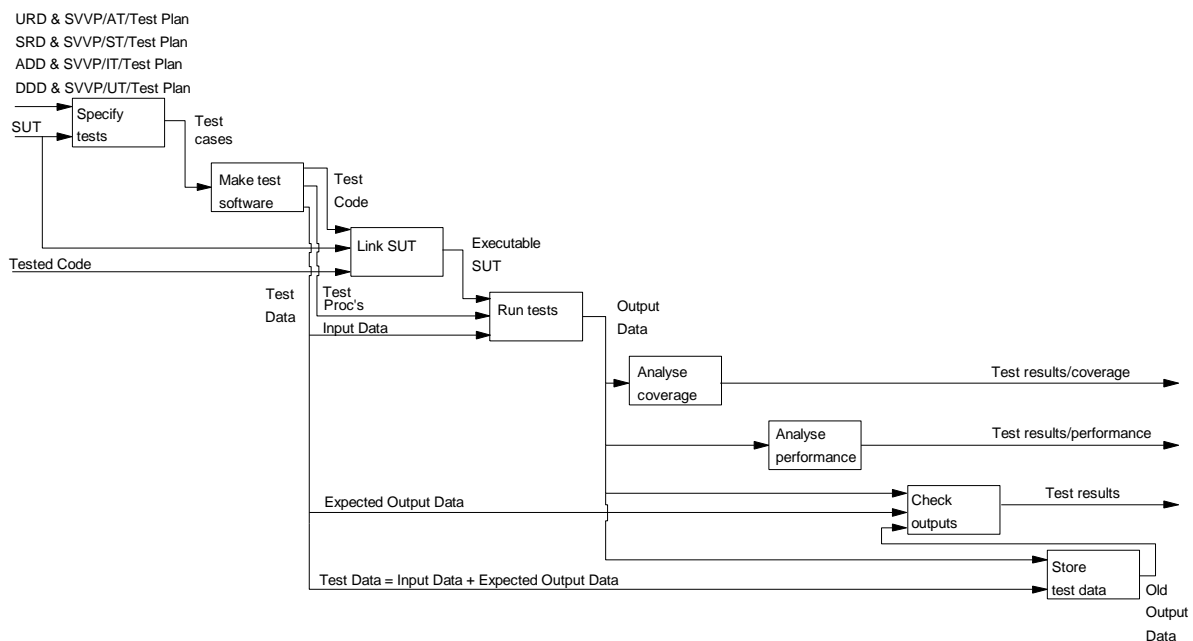 URD & SVVP/AT/Test Plan
SRD & SVVP/ST/Test Plan
ADD & SVVP/IT/Test Plan
DDD & SVVP/UT/Test Plan
SUT
Specify
tests
Test
cases
Make test
software
Test
Code
Link SUT
Tested Code
Executable
SUT
Test
Data
Test
Proc's
Input Data
Run tests
Output
Data
Analyse
coverage
Test results/coverage
Analyse
performance
Test results/performance
Expected Output Data
Check
outputs
Test results
Test Data = Input Data + Expected Output Data
Store
test data
Old
Output
Data